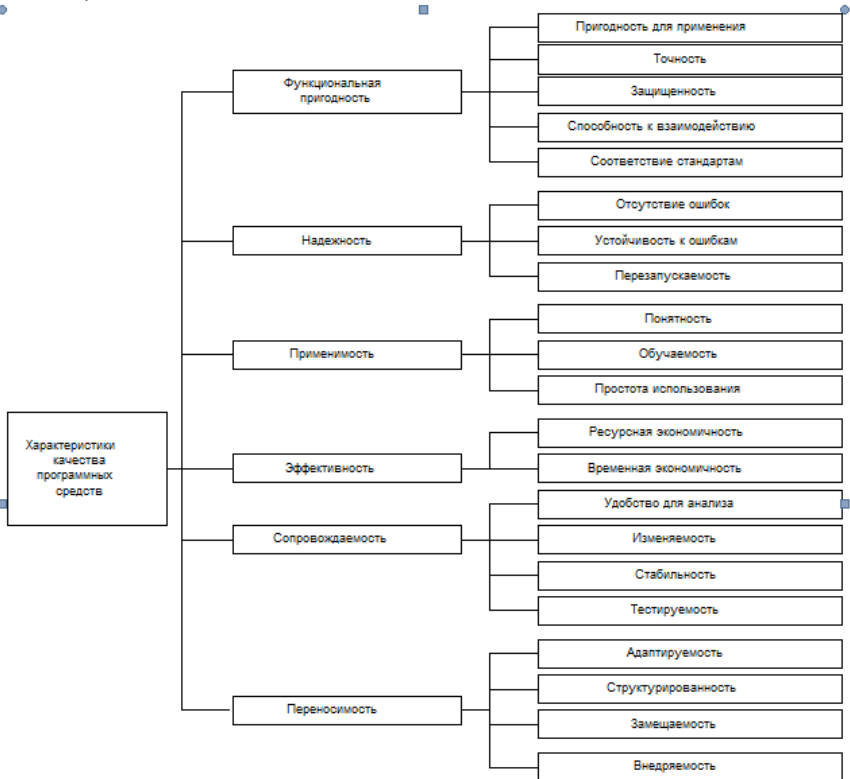 Характеристики
качества
программных
средств
Функциональная
пригодность
Пригодность для применения
Точность
Защищенность
Способность к взаимодействию
Соответствие стандартам
Надежность
Отсутствие ошибок
Устойчивость к ошибкам
Перезапускаемость
Применимость
Понятность
Обучаемость
Простота использования
Эффективность
Ресурсная экономичность
Временная экономичность
Сопровождаемость
Удобство для анализа
Изменяемость
Стабильность
Тестируемость
Переносимость
Адаптируемость
Структурированность
Замещаемость
Внедряемость